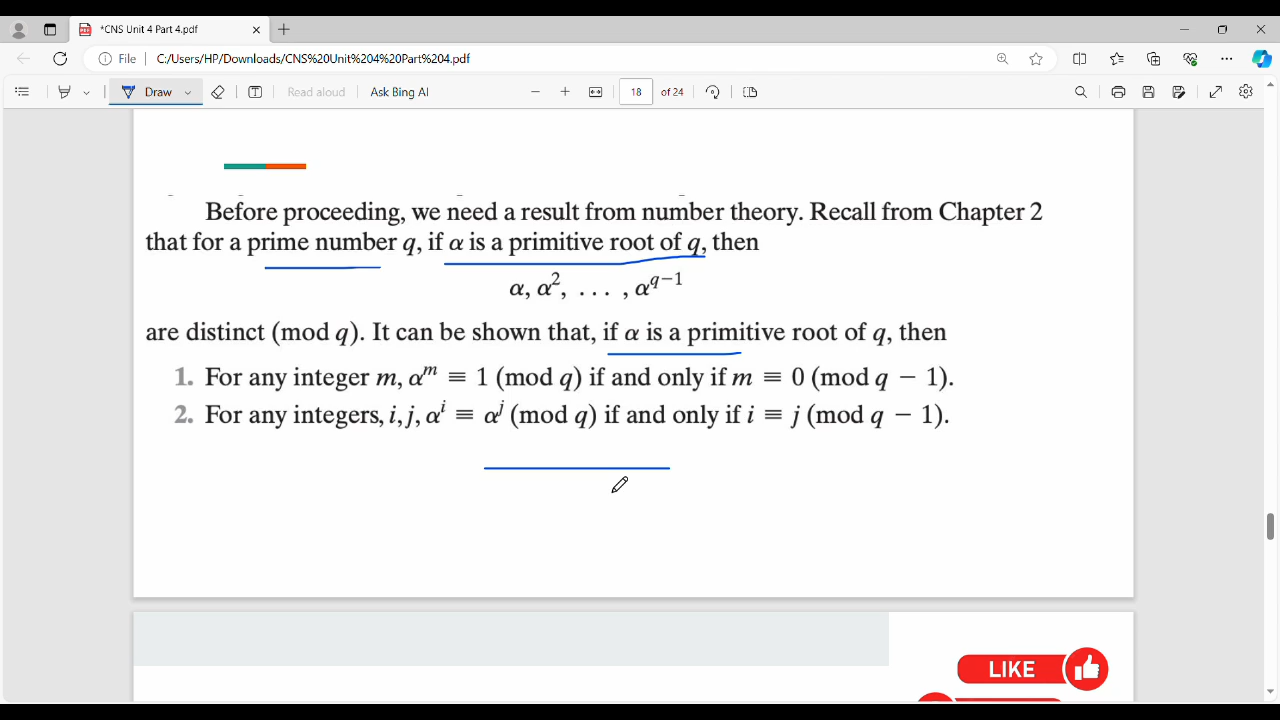 *CNS Unit 4 Part 4.pdf
File C:/Users/HP/Downloads/CNS%20Unit%204%20Part%204.pdf
Draw Read aloud Ask Bing AI 18 of 24
Before proceeding, we need a result from number theory. Recall from Chapter 2
that for a prime number q, if α is a primitive root of q, then
α, α², . . . , α^{q−1}
are distinct (mod q). It can be shown that, if α is a primitive root of q, then
1. For any integer m, α^m ≡ 1 (mod q) if and only if m ≡ 0 (mod q − 1).
2. For any integers, i, j, α^i ≡ α^j (mod q) if and only if i ≡ j (mod q − 1).
LIKE